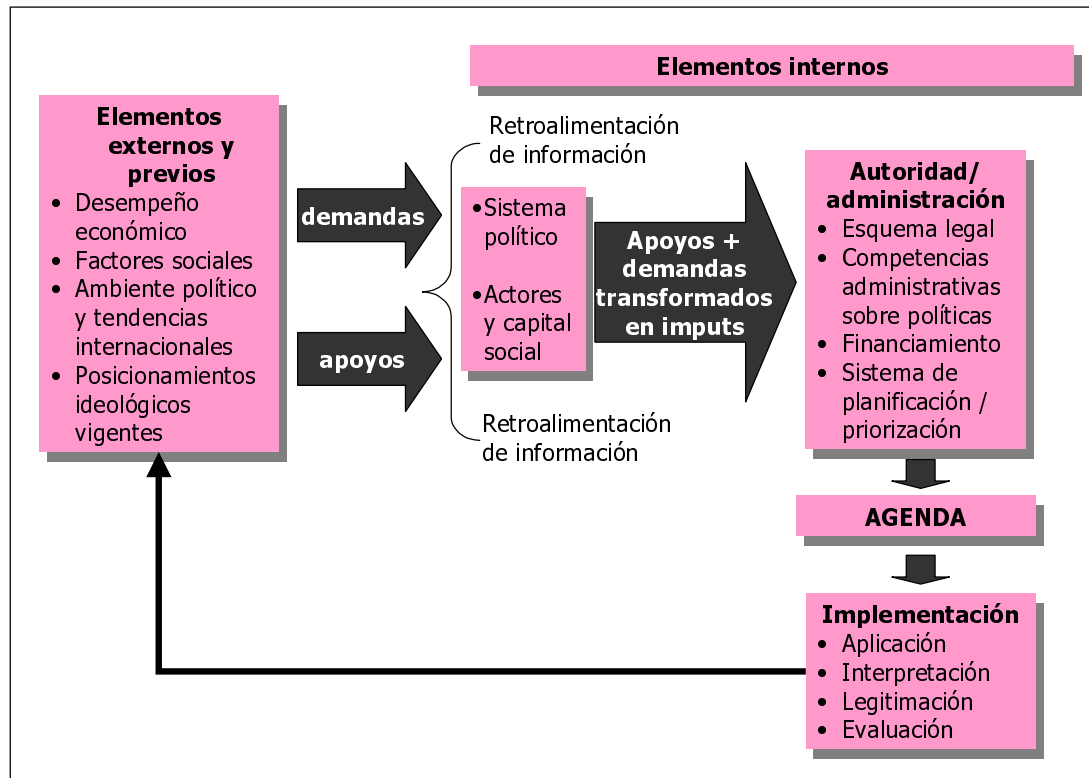 Elementos internos
Elementos
externos y
previos
• Desempeño
económico
• Factores sociales
• Ambiente político
y tendencias
internacionales
• Posicionamientos
ideológicos
vigentes
demandas
apoyos
Retroalimentación
de información
•Sistema
político
•Actores
y capital
social
Retroalimentación
de información
Apoyos +
demandas
transformados
en imputs
Autoridad/
administración
• Esquema legal
• Competencias
administrativas
sobre políticas
• Financiamiento
• Sistema de
planificación /
priorización
AGENDA
Implementación
• Aplicación
• Interpretación
• Legitimación
• Evaluación